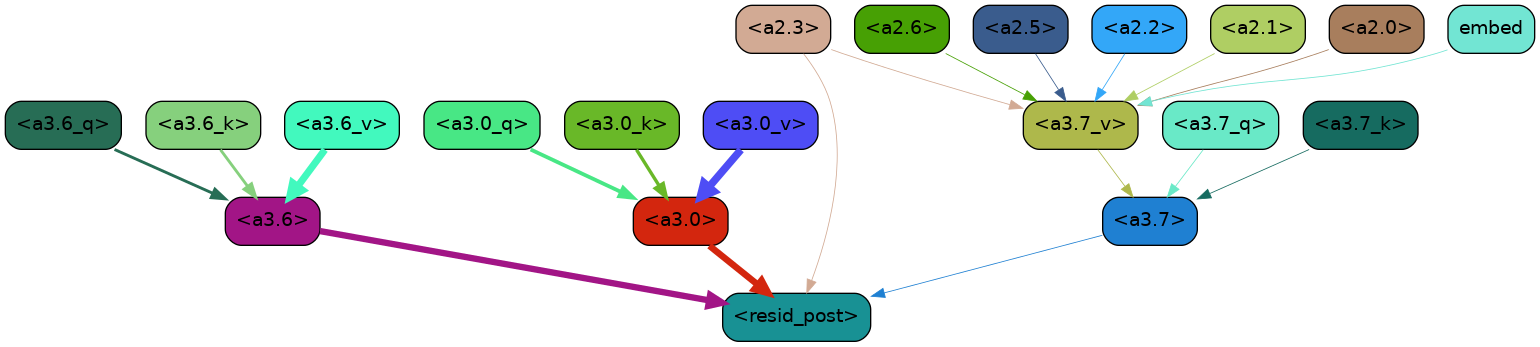 <a2.3> <a2.6> <a2.5> <a2.2> <a2.1> <a2.0> embed
<a3.6_q> <a3.6_k> <a3.6_v> <a3.0_q> <a3.0_k> <a3.0_v> <a3.7_v> <a3.7_q> <a3.7_k>
<a3.6> <a3.0> <a3.7>
<resid_post>